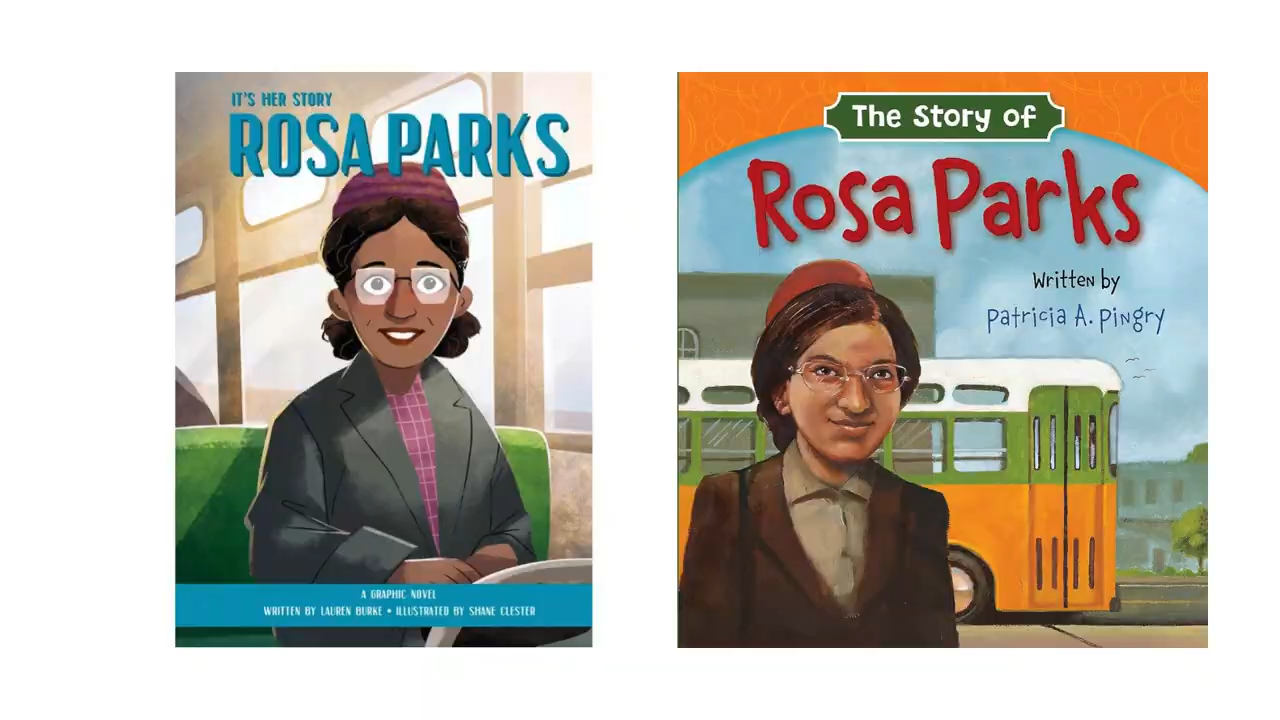 IT'S HER STORY
ROSA PARKS
A GRAPHIC NOVEL
WRITTEN BY LAUREN BURKE • ILLUSTRATED BY SHANE CLESTER
The Story of
Rosa Parks
Written by
Patricia A. Pingry